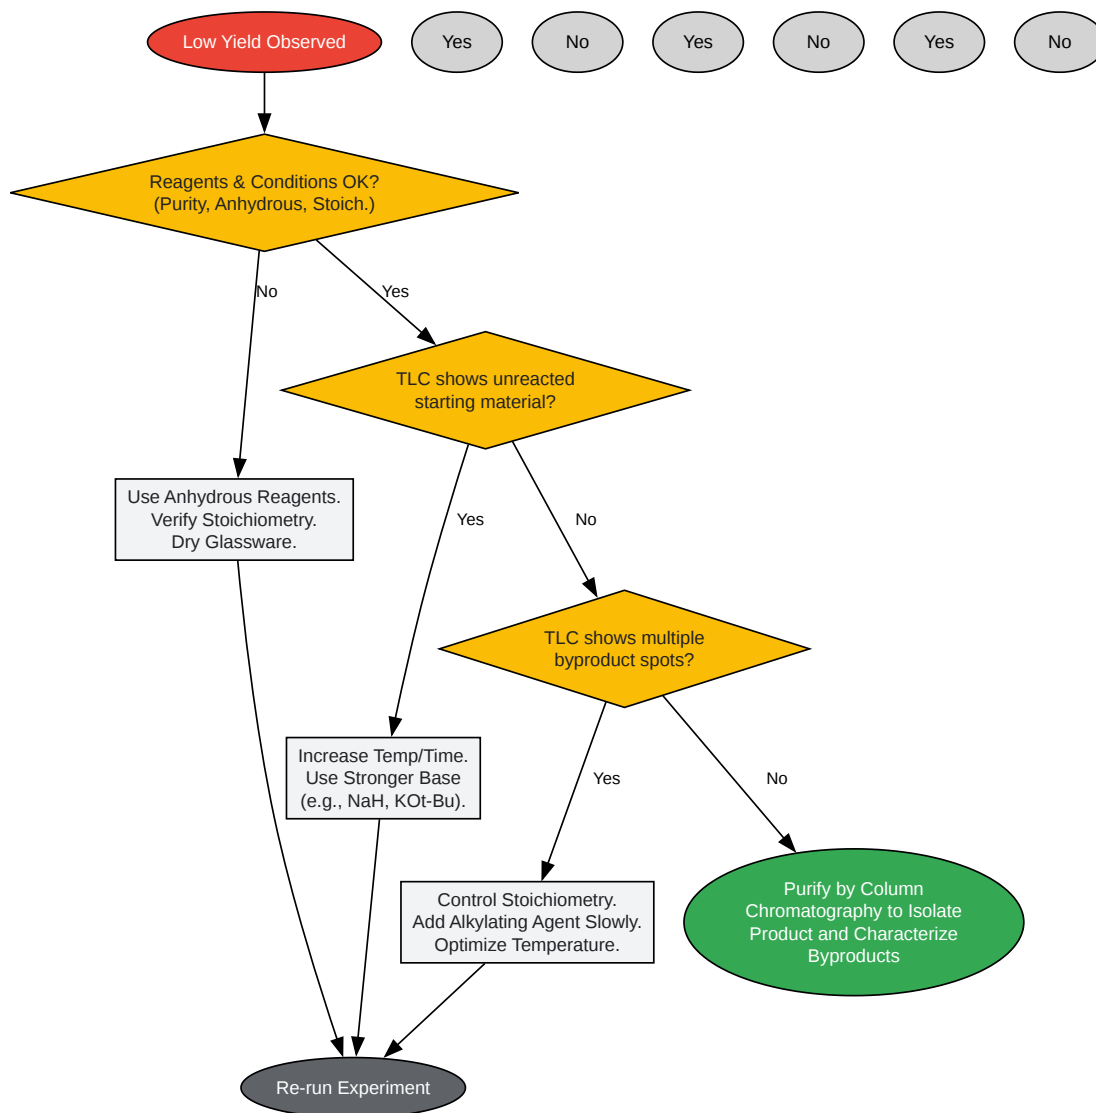 Low Yield Observed
Yes
No
Yes
No
Yes
No
Reagents & Conditions OK?
(Purity, Anhydrous, Stoich.)
No
Yes
TLC shows unreacted
starting material?
Use Anhydrous Reagents.
Verify Stoichiometry.
Dry Glassware.
Yes
No
TLC shows multiple
byproduct spots?
Increase Temp/Time.
Use Stronger Base
(e.g., NaH, KOt-Bu).
Yes
No
Control Stoichiometry.
Add Alkylating Agent Slowly.
Optimize Temperature.
Purify by Column
Chromatography to Isolate
Product and Characterize
Byproducts
Re-run Experiment